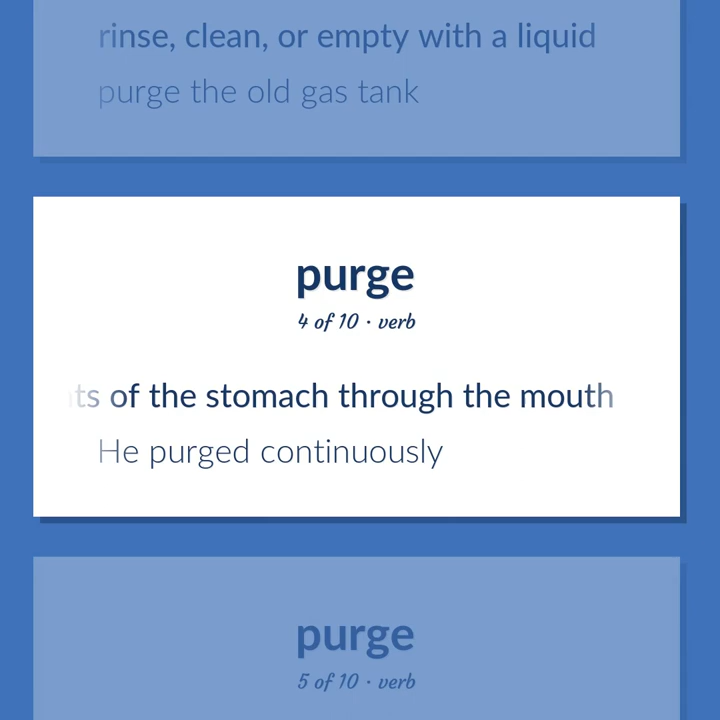 rinse, clean, or empty with a liquid
purge the old gas tank
purge
4 of 10 · verb
of the stomach through the mouth
He purged continuously
purge
5 of 10 · verb